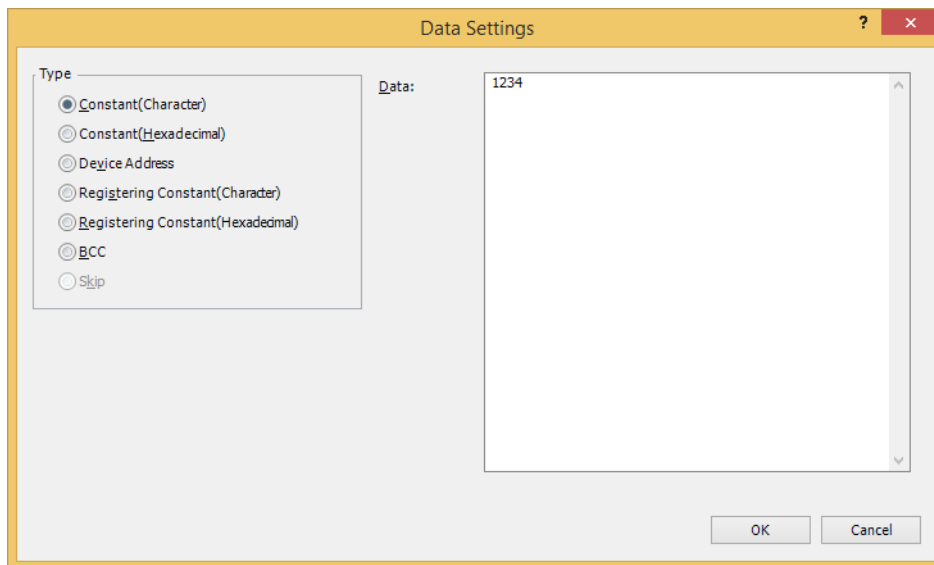 Data Settings
?
Type
Constant(Character)
Constant(Hexadecimal)
Device Address
Registering Constant(Character)
Registering Constant(Hexadecimal)
BCC
Skip
Data:
1234
OK
Cancel